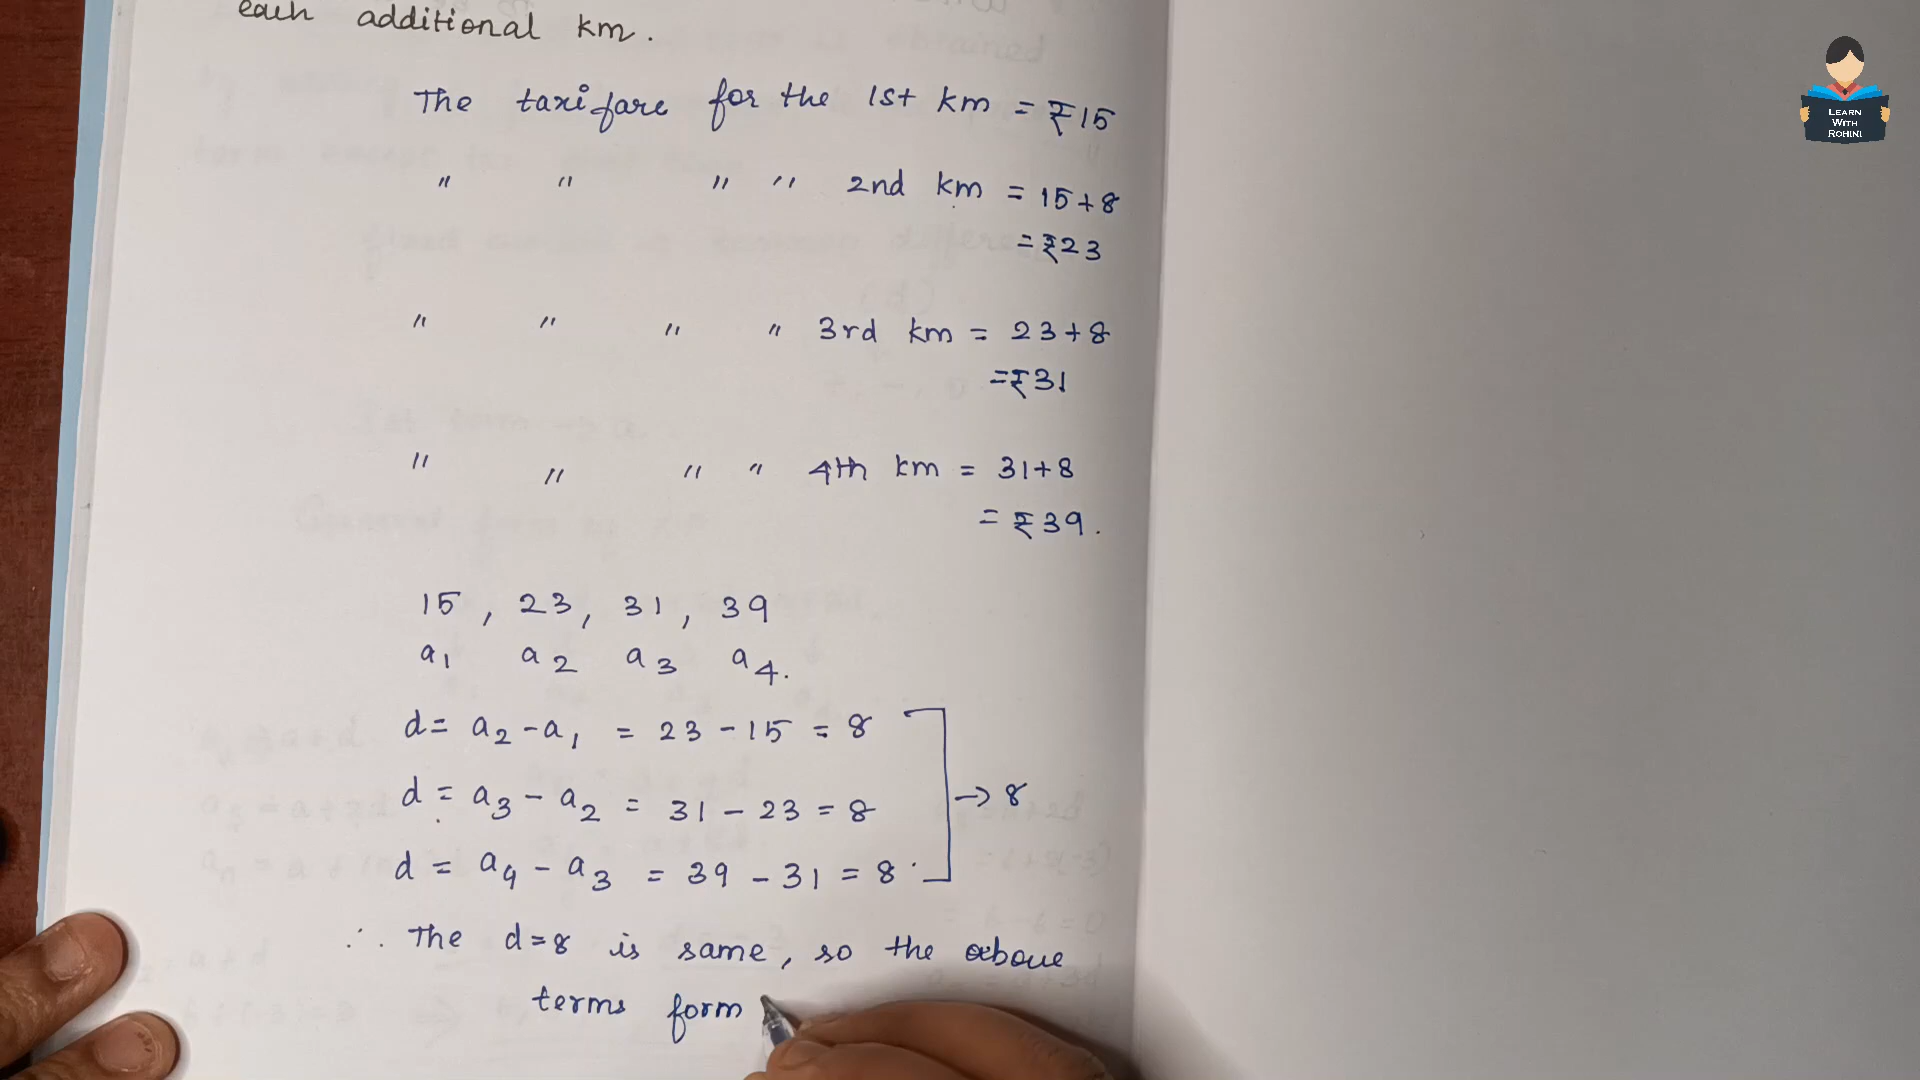 each additional km.
The taxi fare for the 1st km = ₹15
" " " " 2nd km = 15+8
= ₹23
" " " " 3rd km = 23+8
= ₹31
" " " " 4th km = 31+8
= ₹39.
15, 23, 31, 39
a1 a2 a3 a4.
d = a2 - a1 = 23 - 15 = 8
d = a3 - a2 = 31 - 23 = 8 → 8
d = a4 - a3 = 39 - 31 = 8.
∴ The d=8 is same, so the above
terms form
LEARN
WITH
ROHINI